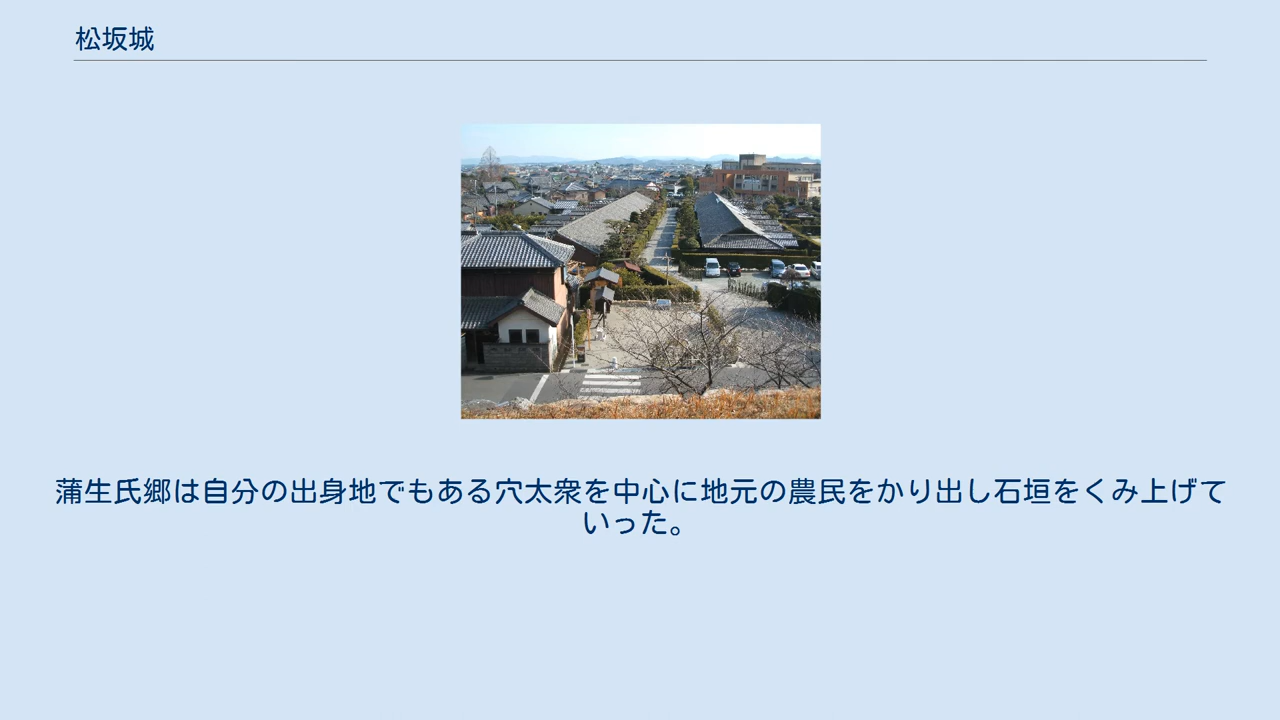 松坂城
蒲生氏郷は自分の出身地でもある穴太衆を中心に地元の農民をかり出し石垣をくみ上げて
いった。